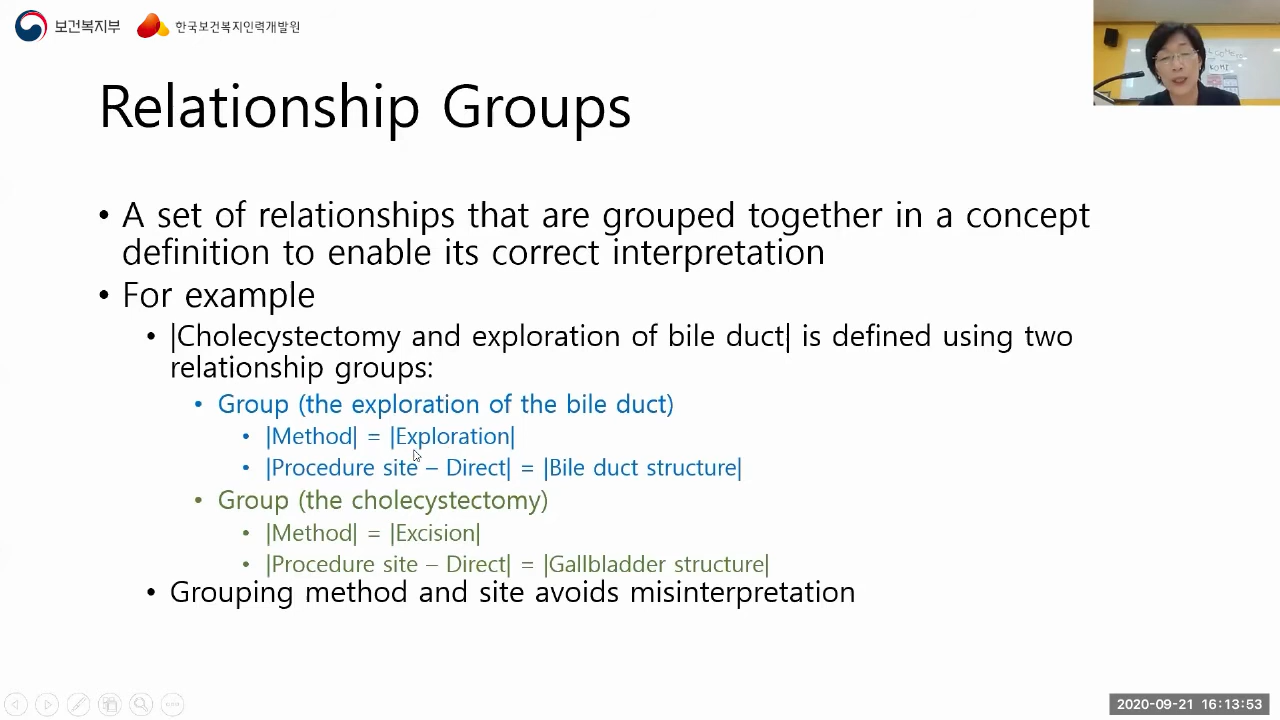 보건복지부
한국보건복지인력개발원
Relationship Groups
• A set of relationships that are grouped together in a concept
definition to enable its correct interpretation
• For example
• |Cholecystectomy and exploration of bile duct| is defined using two
relationship groups:
• Group (the exploration of the bile duct)
• |Method| = |Exploration|
• |Procedure site – Direct| = |Bile duct structure|
• Group (the cholecystectomy)
• |Method| = |Excision|
• |Procedure site – Direct| = |Gallbladder structure|
• Grouping method and site avoids misinterpretation
2020-09-21 16:13:53